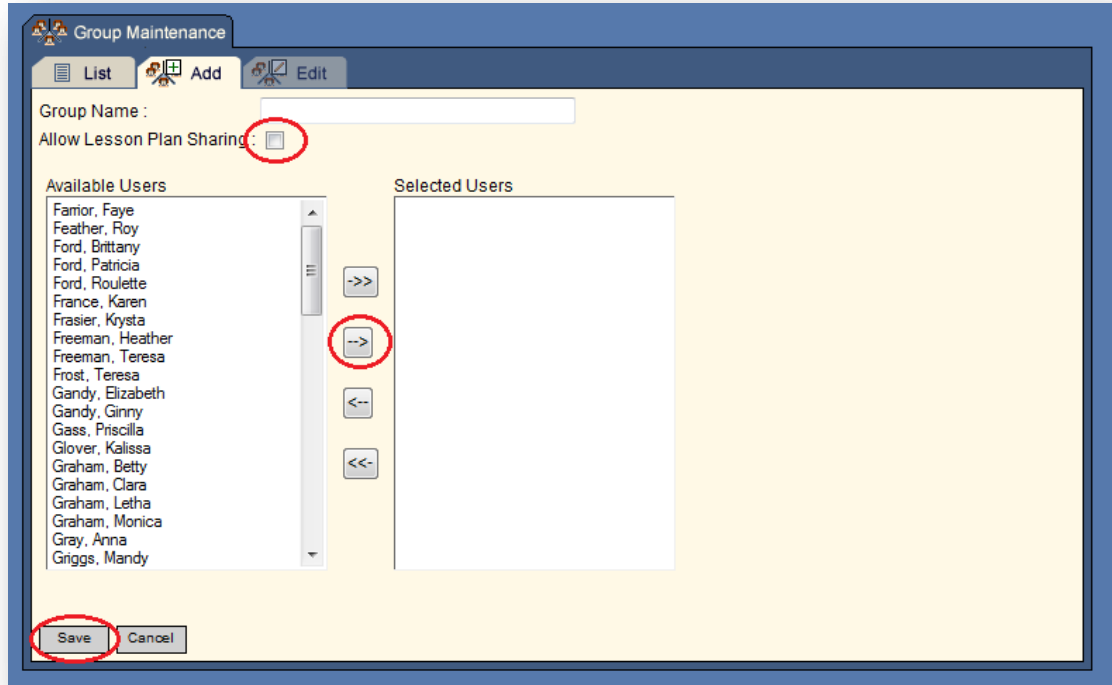 Group Maintenance
List
Add
Edit
Group Name :
Allow Lesson Plan Sharing :
Available Users
Selected Users
Farrior, Faye
Feather, Roy
Ford, Brittany
Ford, Patricia
Ford, Roulette
France, Karen
Frasier, Krysta
Freeman, Heather
Freeman, Teresa
Frost, Teresa
Gandy, Elizabeth
Gandy, Ginny
Gass, Priscilla
Glover, Kalissa
Graham, Betty
Graham, Clara
Graham, Letha
Graham, Monica
Gray, Anna
Griggs, Mandy
->>
-->
<--
<<-
Save
Cancel